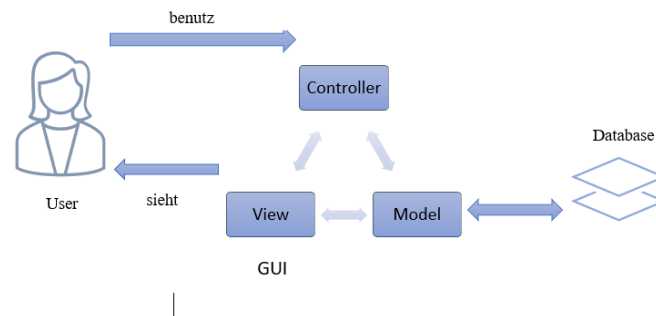 benutz
Controller
Database
User
sieht
View
Model
GUI